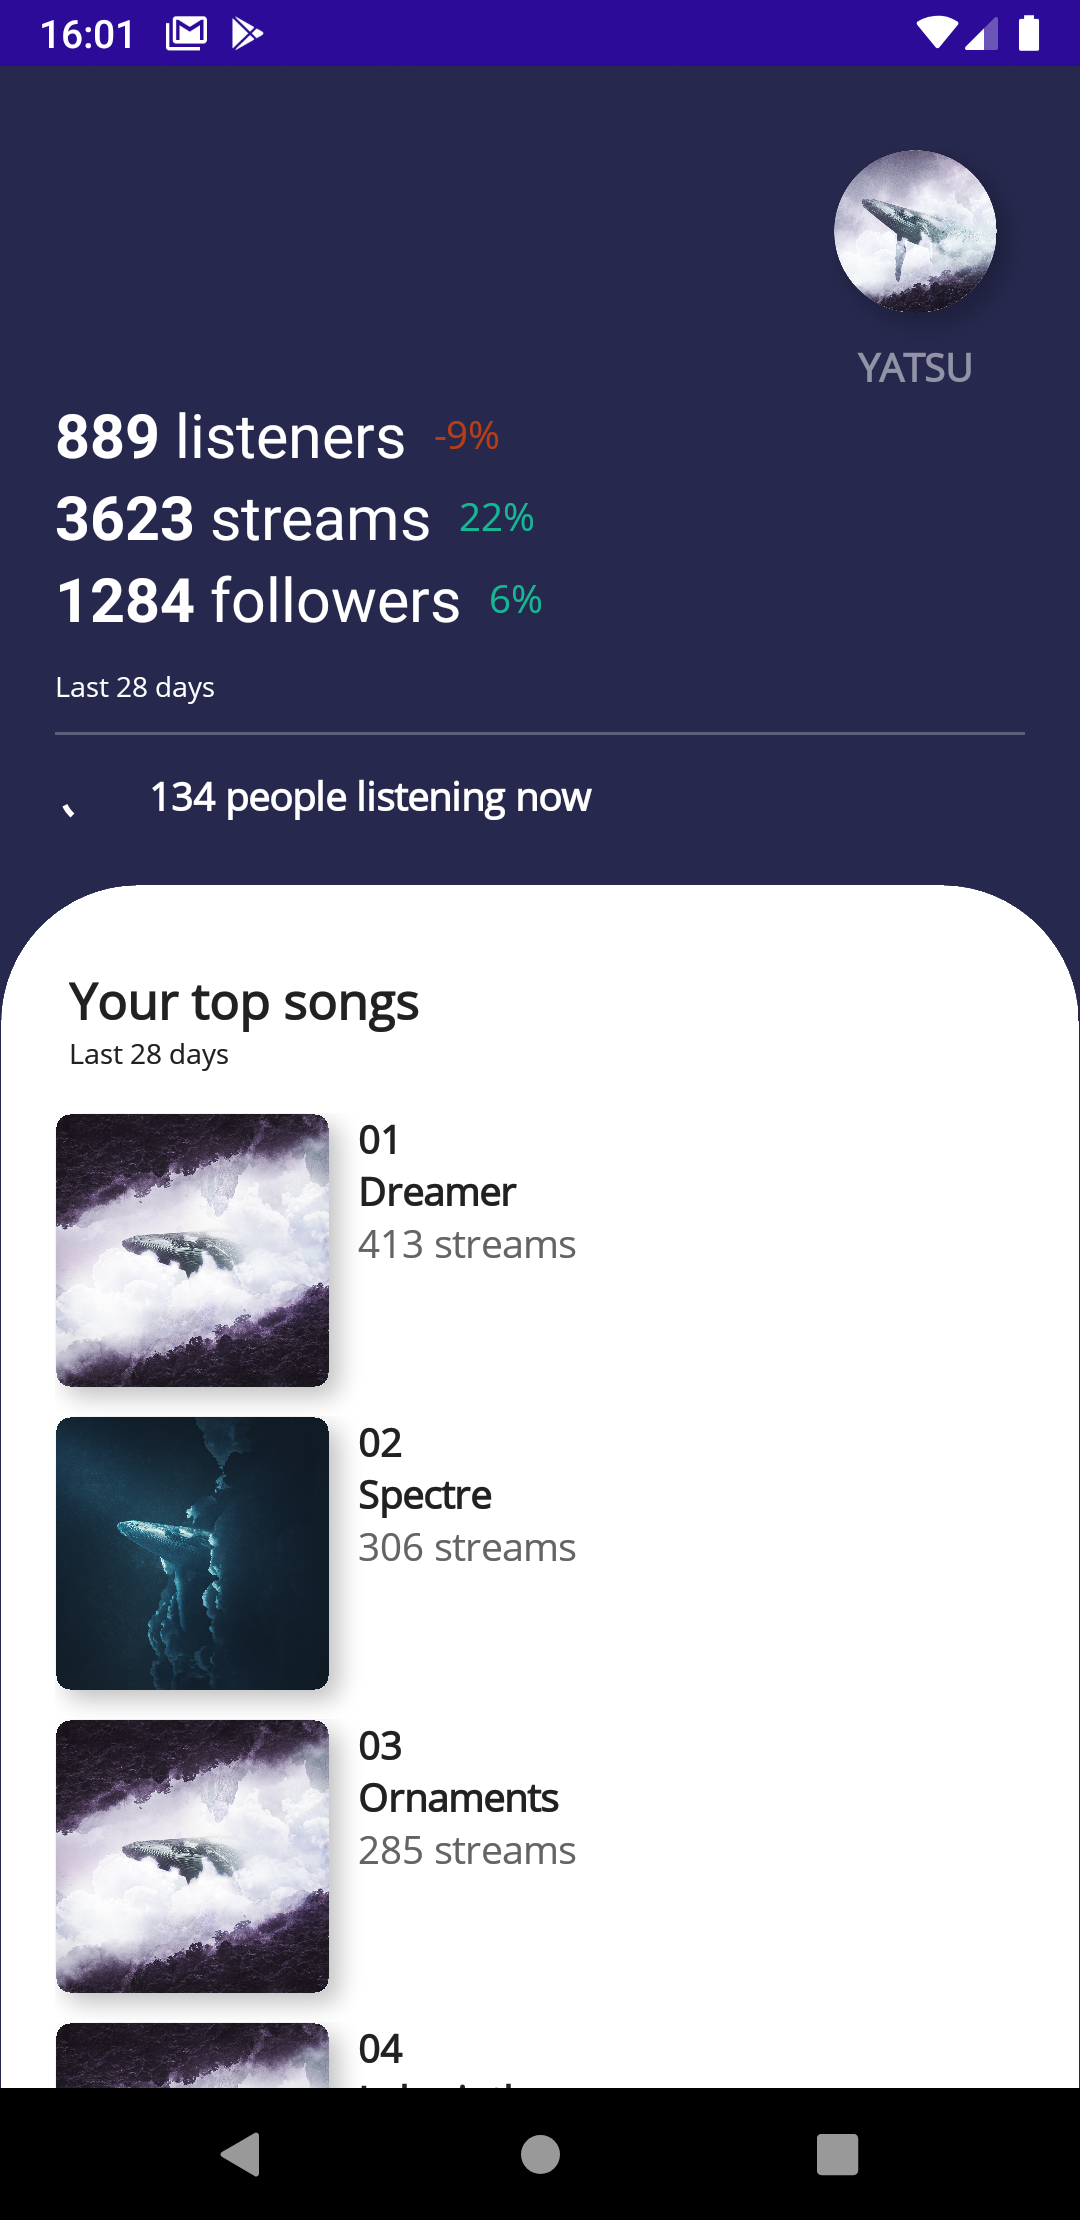 16:01
YATSU
889 listeners -9%
3623 streams 22%
1284 followers 6%
Last 28 days
134 people listening now
Your top songs
Last 28 days
01
Dreamer
413 streams
02
Spectre
306 streams
03
Ornaments
285 streams
04